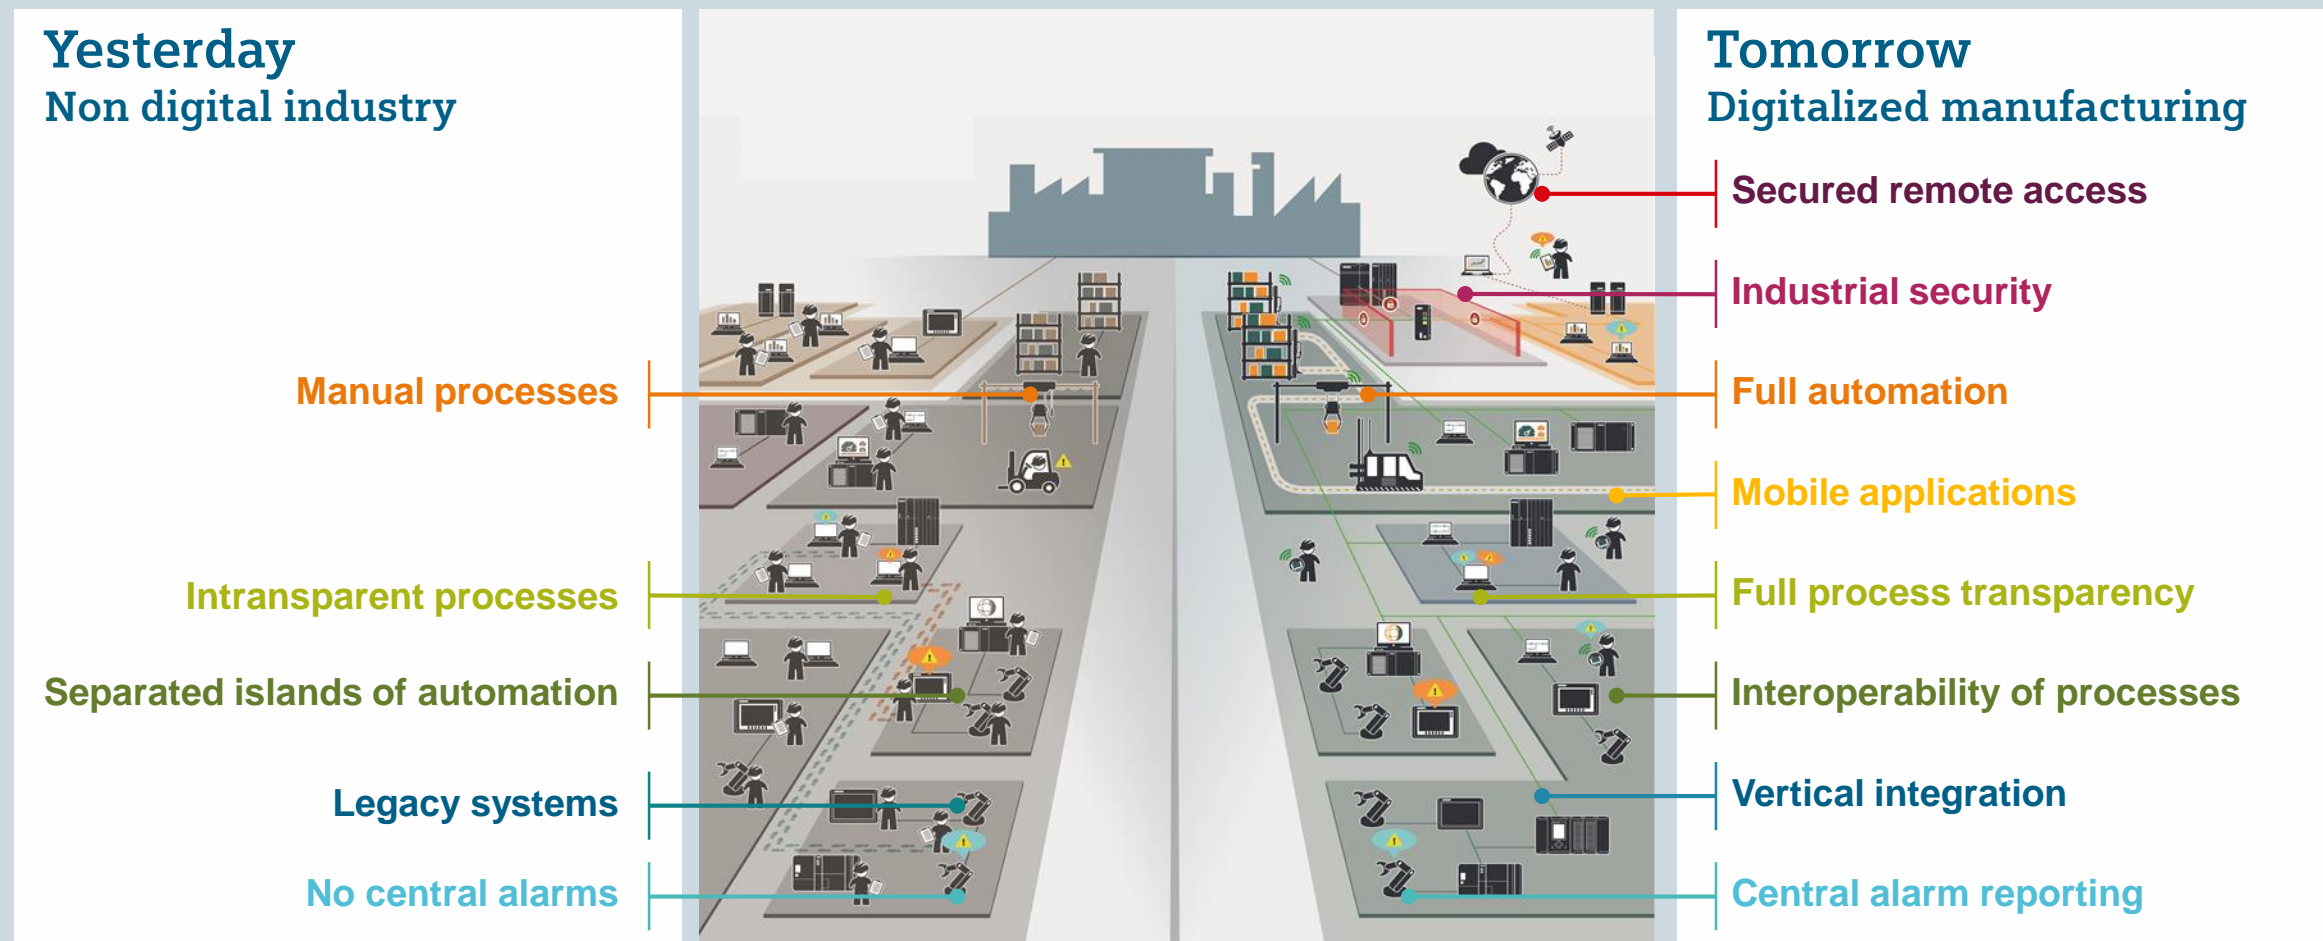 Yesterday
Non digital industry
Manual processes
Intransparent processes
Separated islands of automation
Legacy systems
No central alarms
Tomorrow
Digitalized manufacturing
Secured remote access
Industrial security
Full automation
Mobile applications
Full process transparency
Interoperability of processes
Vertical integration
Central alarm reporting